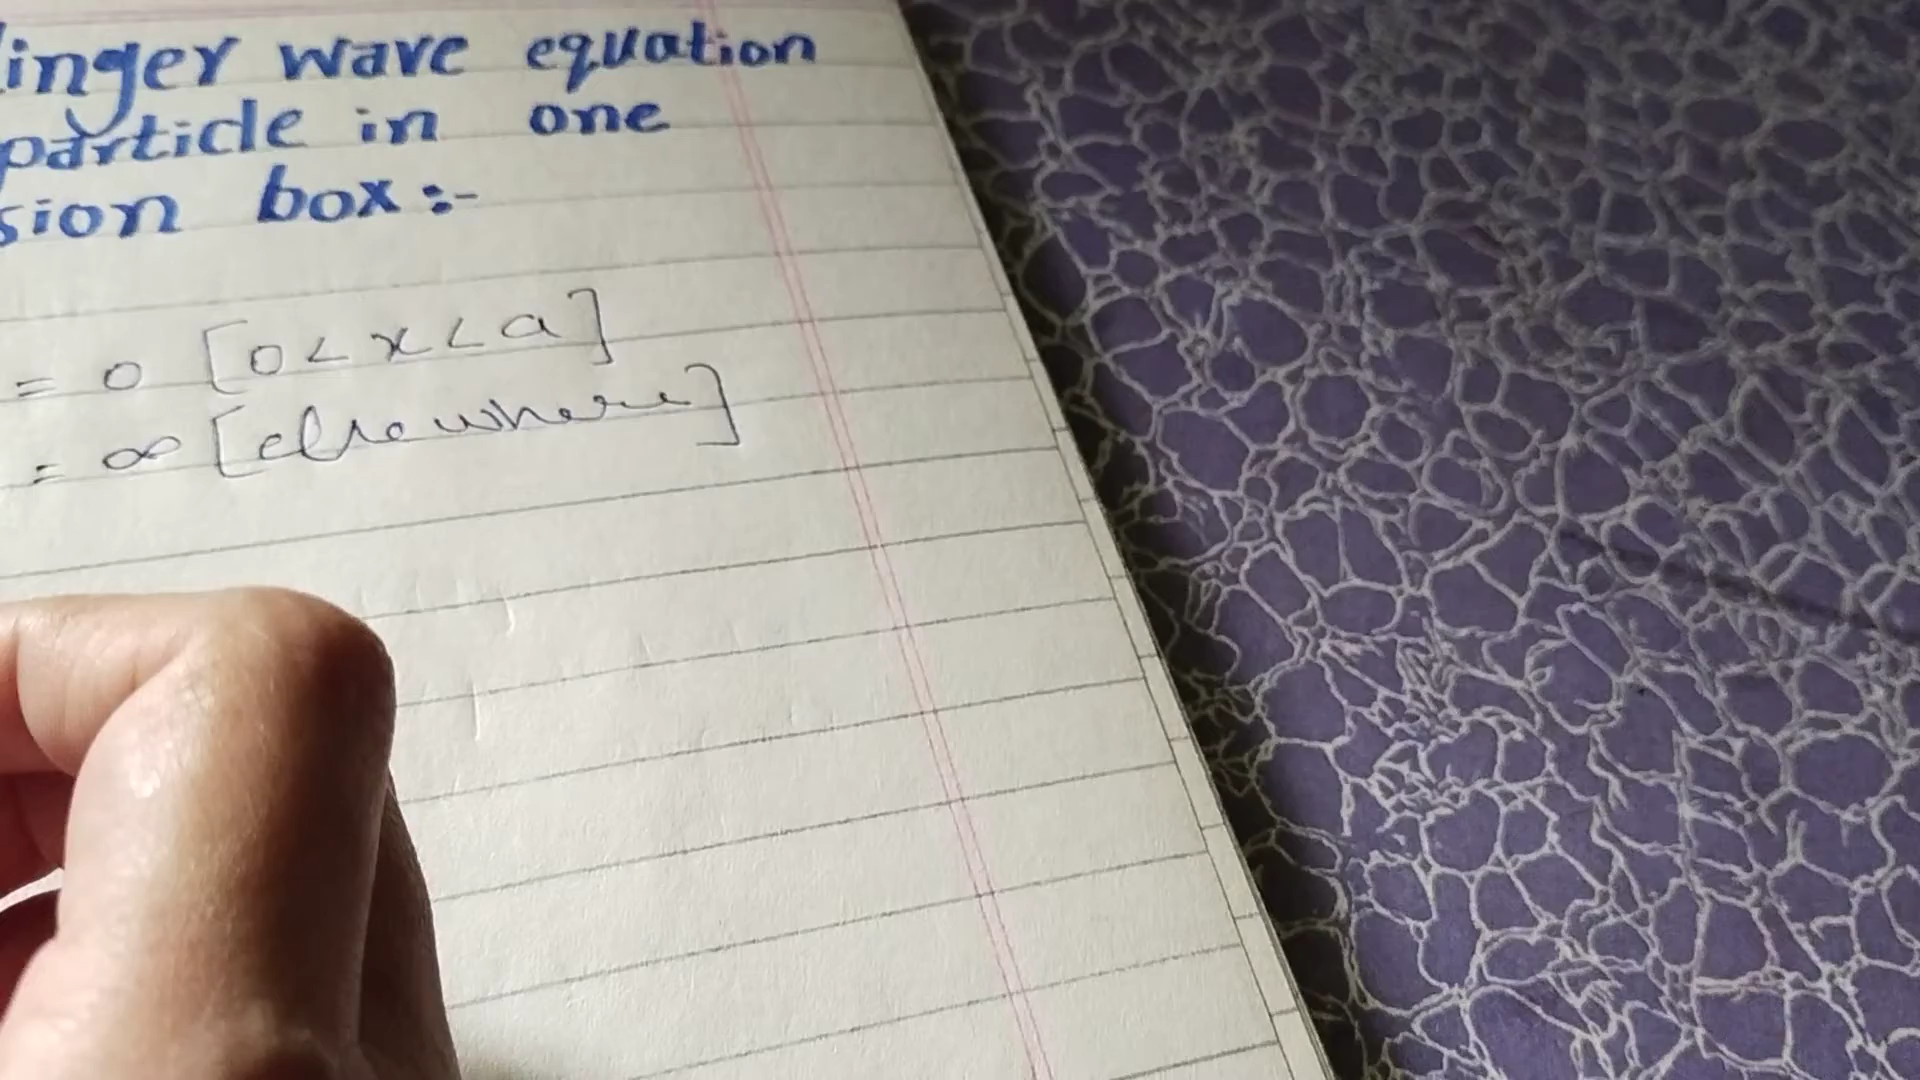 linger wave equation
particle in one
sion box:-
= 0 [0 < x < a]
= ∞ [elsewhere]